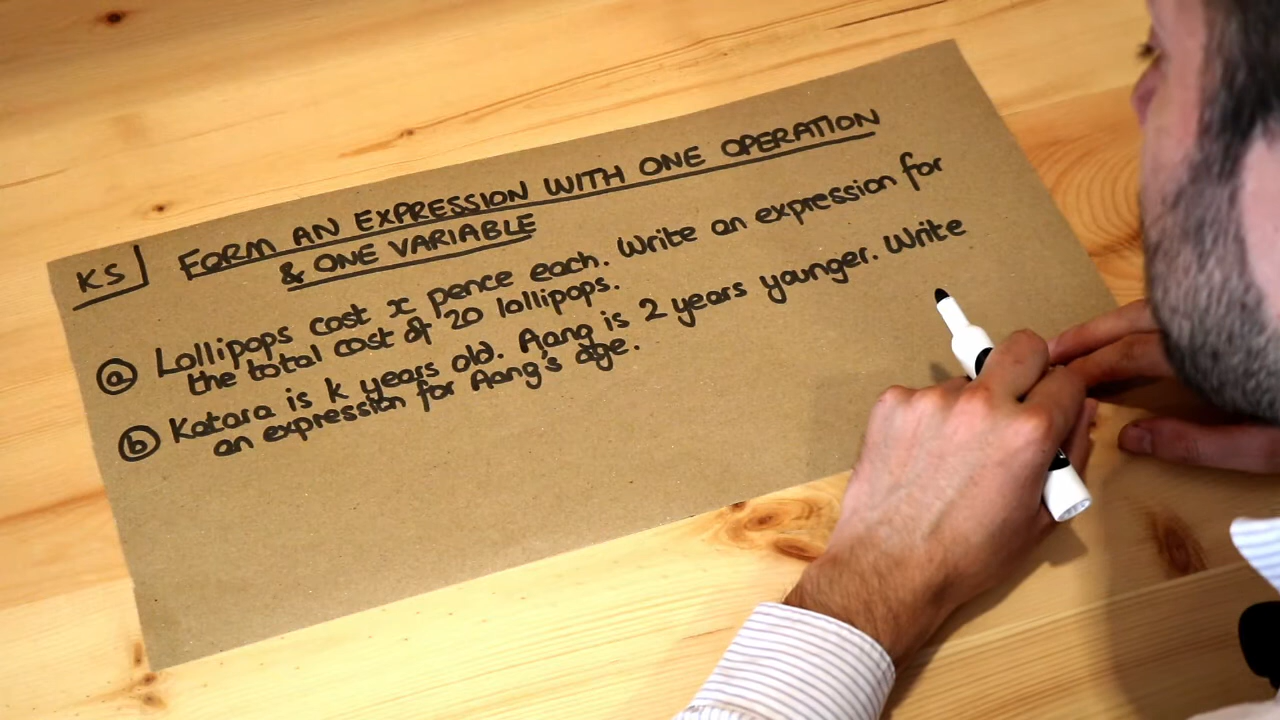 KS
FORM AN EXPRESSION WITH ONE OPERATION
& ONE VARIABLE
a Lollipops cost x pence each. Write an expression for
the total cost of 20 lollipops.
b Katara is k years old. Aang is 2 years younger. Write
an expression for Aang's age.